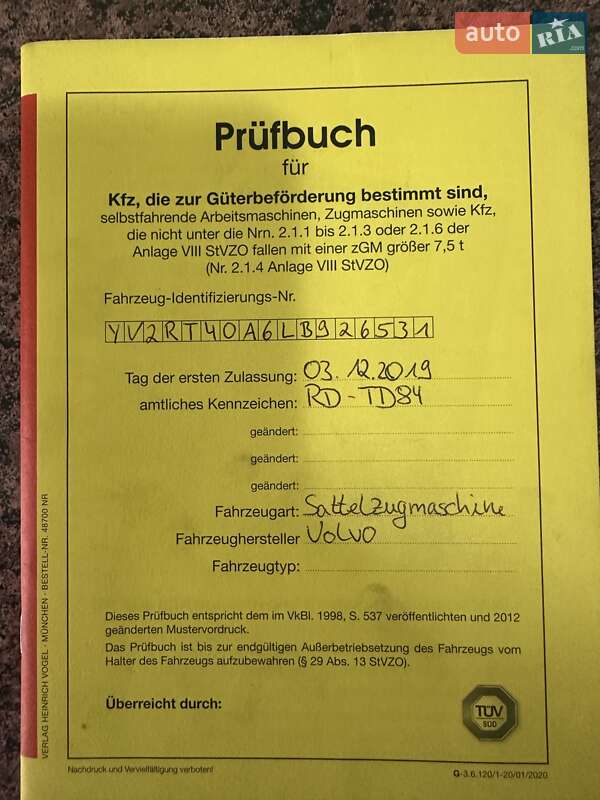 auto RIA.com
Prüfbuch
für
Kfz, die zur Güterbeförderung bestimmt sind,
selbstfahrende Arbeitsmaschinen, Zugmaschinen sowie Kfz,
die nicht unter die Nrn. 2.1.1 bis 2.1.3 oder 2.1.6 der
Anlage VIII StVZO fallen mit einer zGM größer 7,5 t
(Nr. 2.1.4 Anlage VIII StVZO)
Fahrzeug-Identifizierungs-Nr.
YV2RT40A6LB926531
Tag der ersten Zulassung: 03.12.2019
amtliches Kennzeichen: RD-TD84
geändert:
geändert:
geändert:
Fahrzeugart: Sattelzugmaschine
Fahrzeughersteller Volvo
Fahrzeugtyp:
Dieses Prüfbuch entspricht dem im VkBl. 1998, S. 537 veröffentlichten und 2012
geänderten Mustervordruck.
Das Prüfbuch ist bis zur endgültigen Außerbetriebsetzung des Fahrzeugs vom
Halter des Fahrzeugs aufzubewahren (§ 29 Abs. 13 StVZO).
Überreicht durch:
TÜV
SÜD
VERLAG HEINRICH VOGEL · MÜNCHEN · BESTELL-NR. 48700 NR
Nachdruck und Vervielfältigung verboten!
G-3.6.120/1-20/01/2020